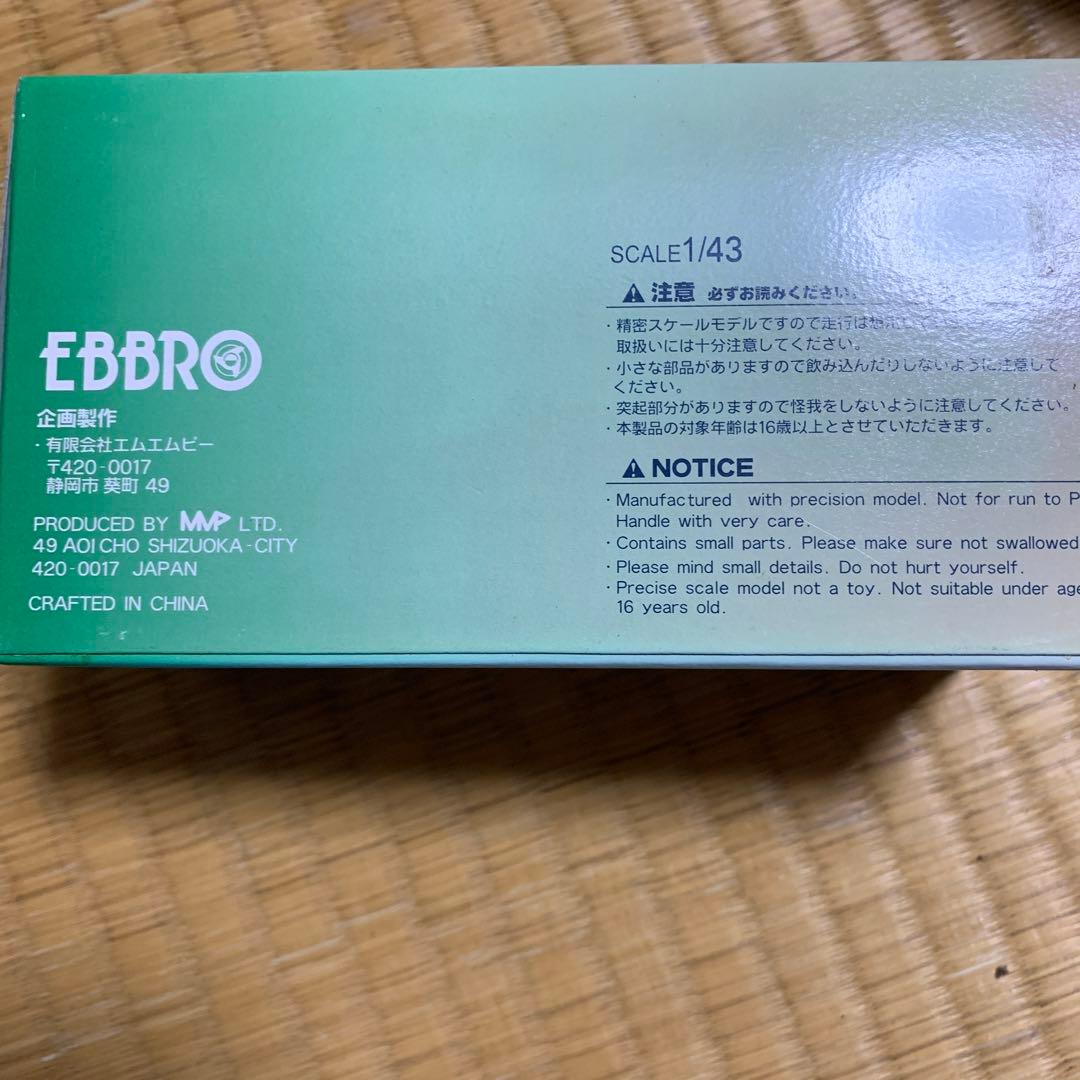 EBBRO
企画製作
・有限会社エムエムピー
〒420-0017
静岡市 葵町 49
PRODUCED BY MMP LTD.
49 AOI CHO SHIZUOKA-CITY
420-0017 JAPAN
CRAFTED IN CHINA
SCALE1/43
⚠ 注意 必ずお読みください。
・精密スケールモデルですので走行は
取扱いには十分注意してください。
・小さな部品がありますので飲み込んだりしないように注意して
ください。
・突起部分がありますので怪我をしないように注意してください。
・本製品の対象年齢は16歳以上とさせていただきます。
⚠ NOTICE
・Manufactured with precision model. Not for run to
Handle with very care.
・Contains small parts. Please make sure not swallowed
・Please mind small details. Do not hurt yourself.
・Precise scale model not a toy. Not suitable under age
16 years old.